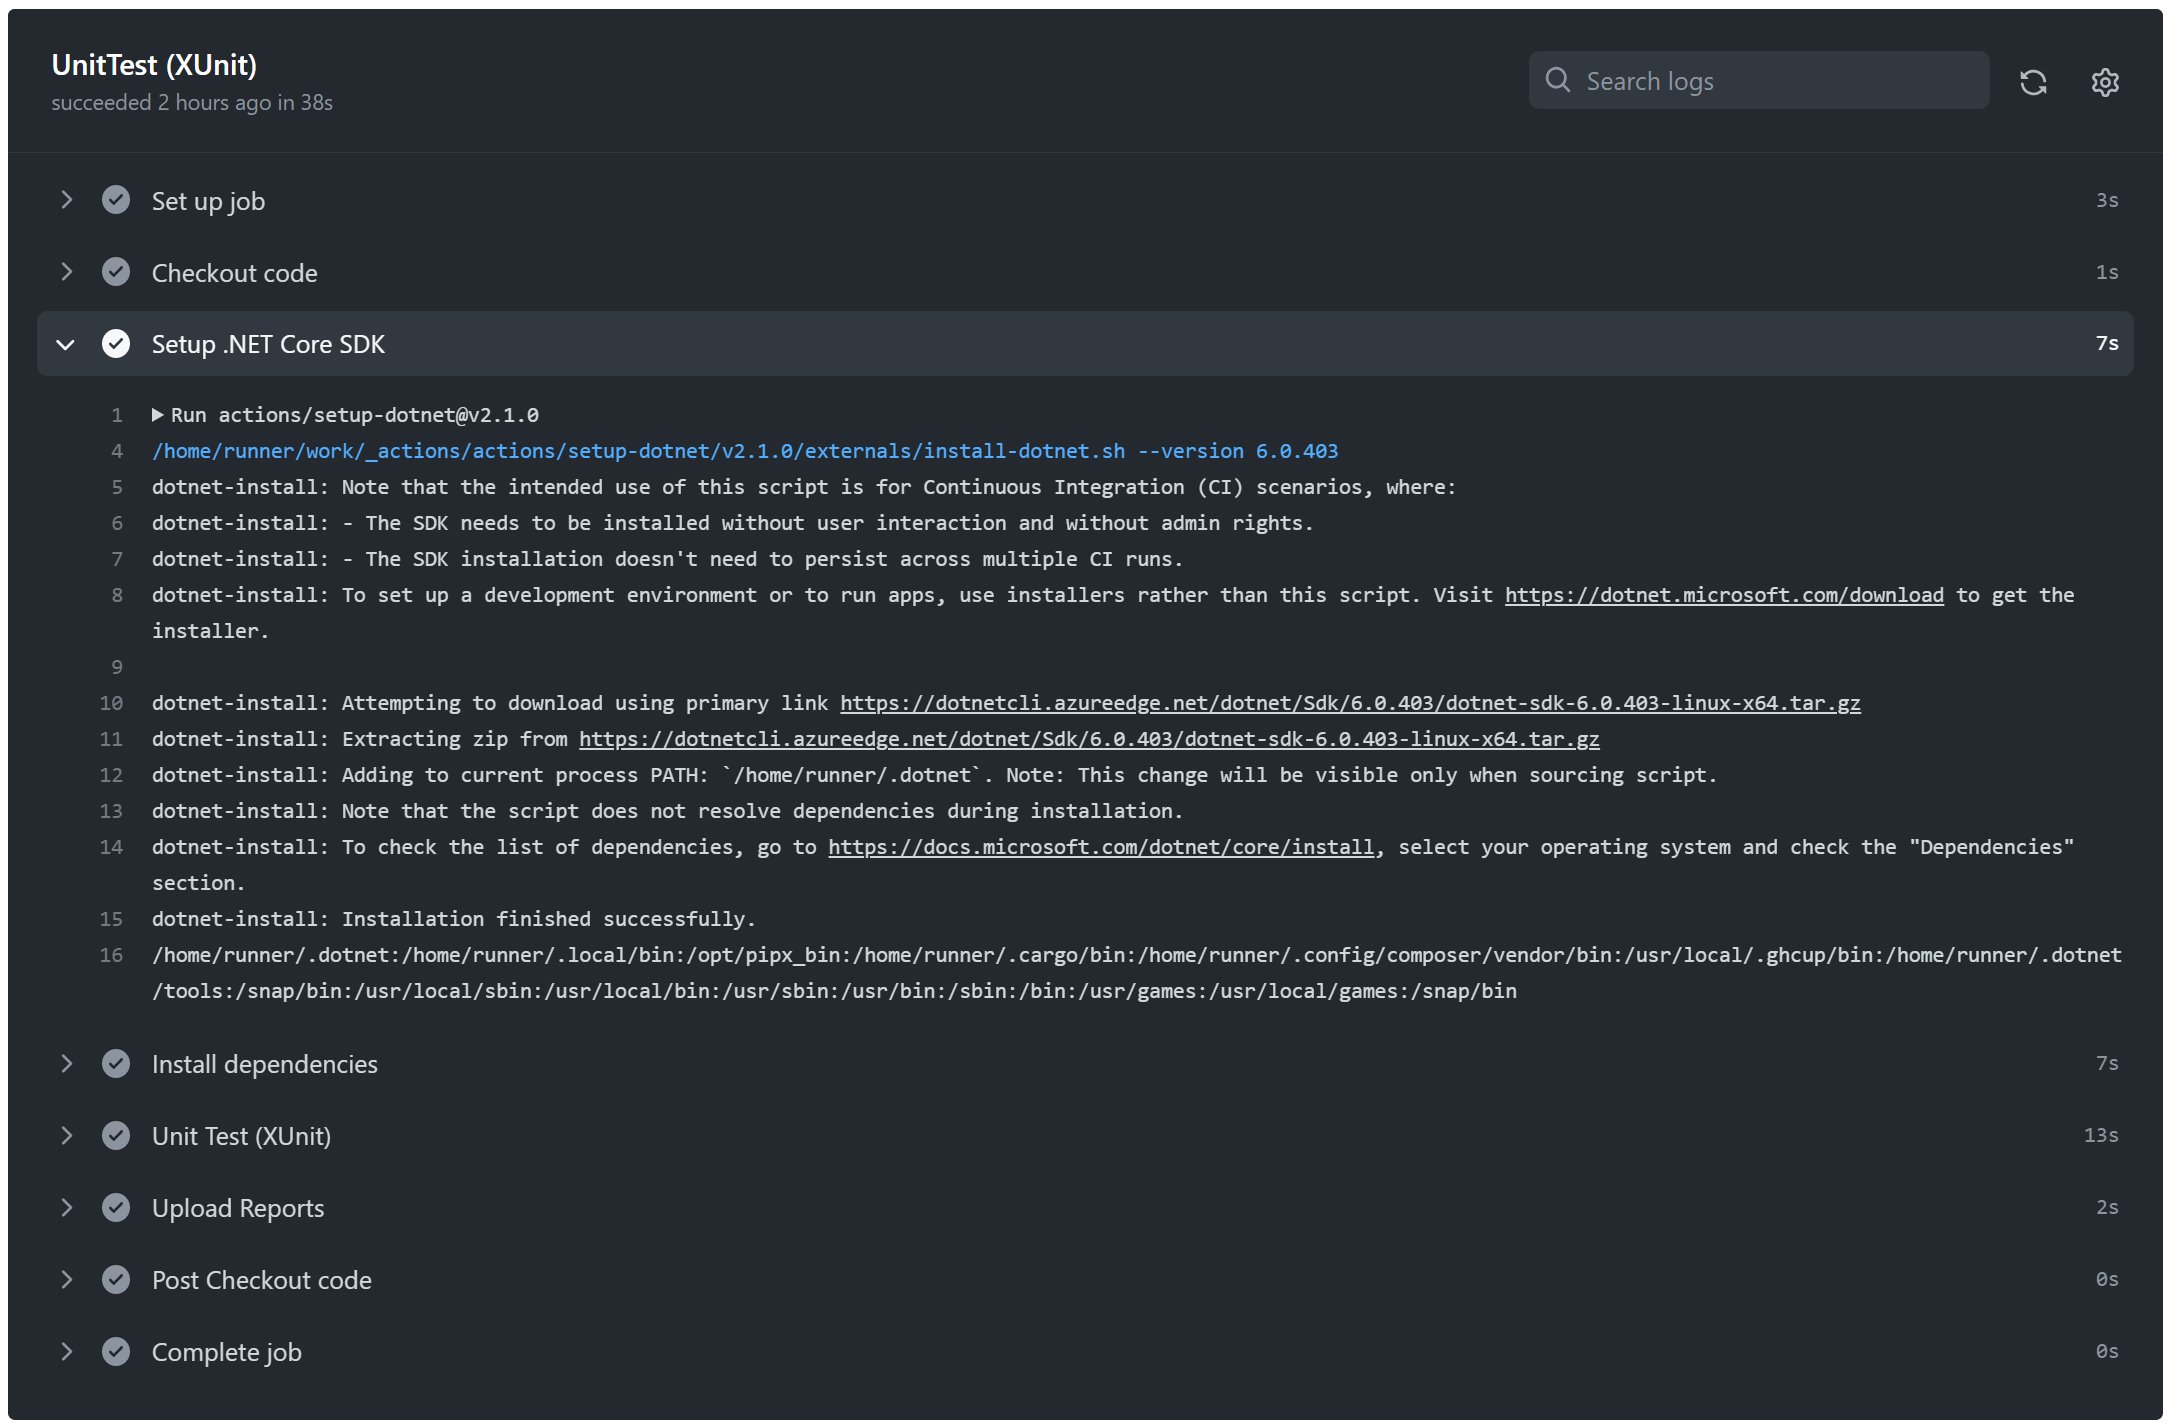 UnitTest (XUnit)
succeeded 2 hours ago in 38s
Search logs
Set up job 3s
Checkout code 1s
Setup .NET Core SDK 7s
1 Run actions/setup-dotnet@v2.1.0
4 /home/runner/work/_actions/actions/setup-dotnet/v2.1.0/externals/install-dotnet.sh --version 6.0.403
5 dotnet-install: Note that the intended use of this script is for Continuous Integration (CI) scenarios, where:
6 dotnet-install: - The SDK needs to be installed without user interaction and without admin rights.
7 dotnet-install: - The SDK installation doesn't need to persist across multiple CI runs.
8 dotnet-install: To set up a development environment or to run apps, use installers rather than this script. Visit https://dotnet.microsoft.com/download to get the
installer.
9
10 dotnet-install: Attempting to download using primary link https://dotnetcli.azureedge.net/dotnet/Sdk/6.0.403/dotnet-sdk-6.0.403-linux-x64.tar.gz
11 dotnet-install: Extracting zip from https://dotnetcli.azureedge.net/dotnet/Sdk/6.0.403/dotnet-sdk-6.0.403-linux-x64.tar.gz
12 dotnet-install: Adding to current process PATH: `/home/runner/.dotnet`. Note: This change will be visible only when sourcing script.
13 dotnet-install: Note that the script does not resolve dependencies during installation.
14 dotnet-install: To check the list of dependencies, go to https://docs.microsoft.com/dotnet/core/install, select your operating system and check the "Dependencies"
section.
15 dotnet-install: Installation finished successfully.
16 /home/runner/.dotnet:/home/runner/.local/bin:/opt/pipx_bin:/home/runner/.cargo/bin:/home/runner/.config/composer/vendor/bin:/usr/local/.ghcup/bin:/home/runner/.dotnet
/tools:/snap/bin:/usr/local/sbin:/usr/local/bin:/usr/sbin:/usr/bin:/sbin:/bin:/usr/games:/usr/local/games:/snap/bin
Install dependencies 7s
Unit Test (XUnit) 13s
Upload Reports 2s
Post Checkout code 0s
Complete job 0s